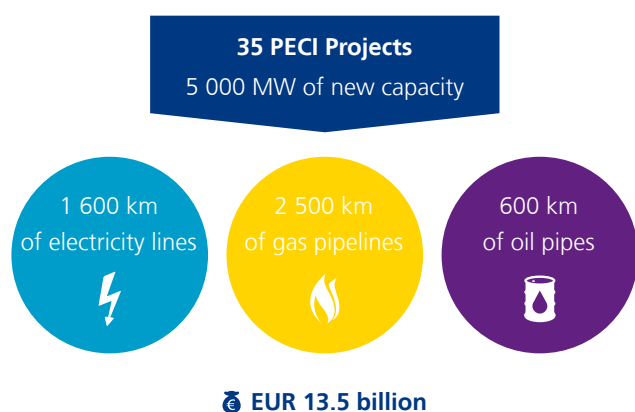 35 PECI Projects
5 000 MW of new capacity
1 600 km
of electricity lines
2 500 km
of gas pipelines
600 km
of oil pipes
€ EUR 13.5 billion